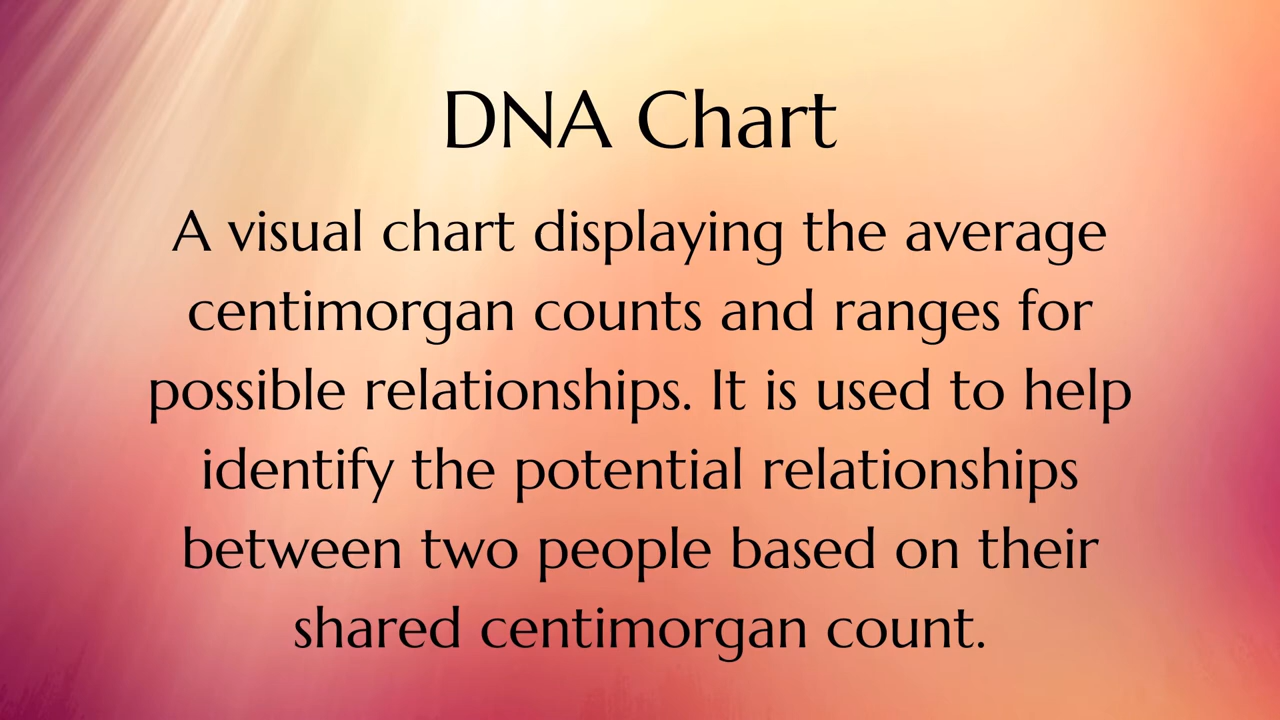 DNA Chart
A visual chart displaying the average
centimorgan counts and ranges for
possible relationships. It is used to help
identify the potential relationships
between two people based on their
shared centimorgan count.